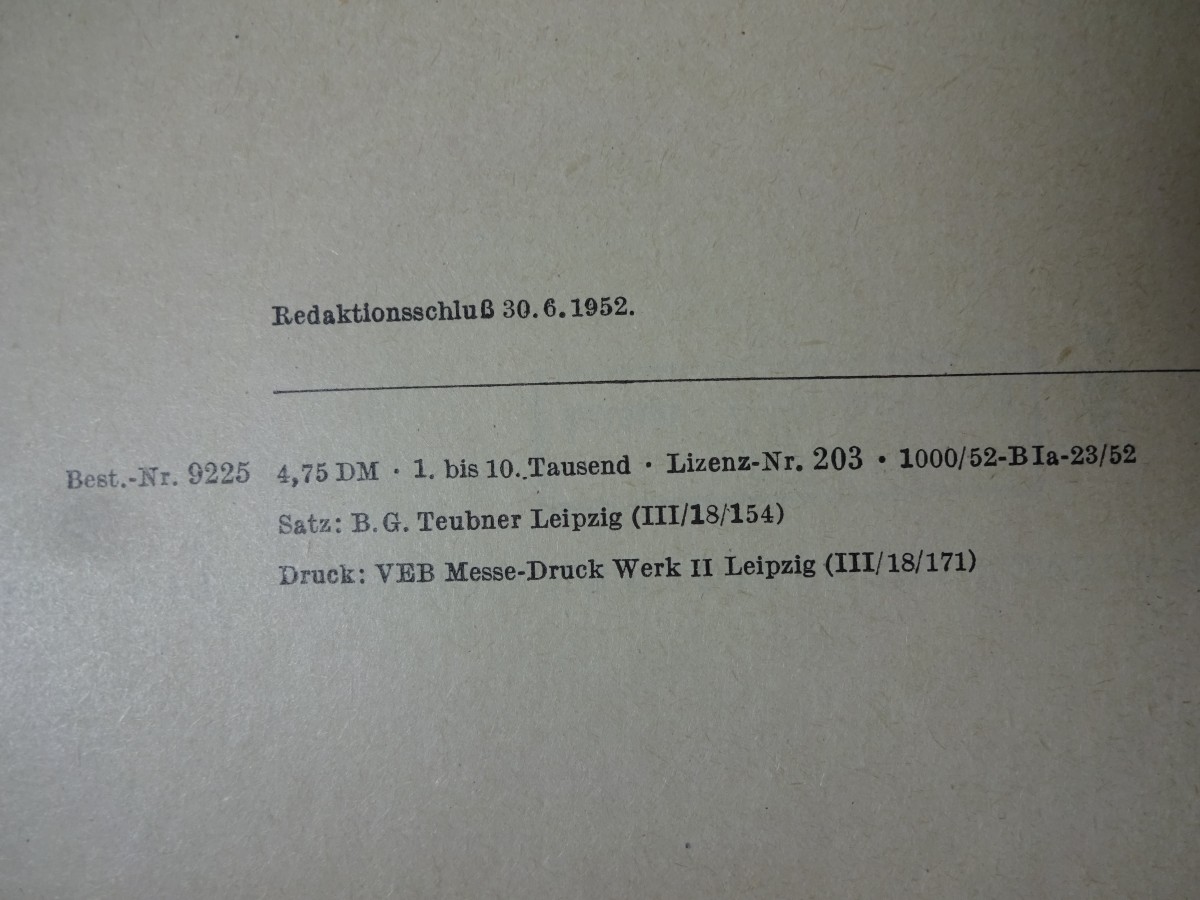 Redaktionsschluß 30.6.1952.
Best.-Nr. 9225 4,75 DM · 1. bis 10. Tausend · Lizenz-Nr. 203 · 1000/52-BIa-23/52
Satz: B.G. Teubner Leipzig (III/18/154)
Druck: VEB Messe-Druck Werk II Leipzig (III/18/171)